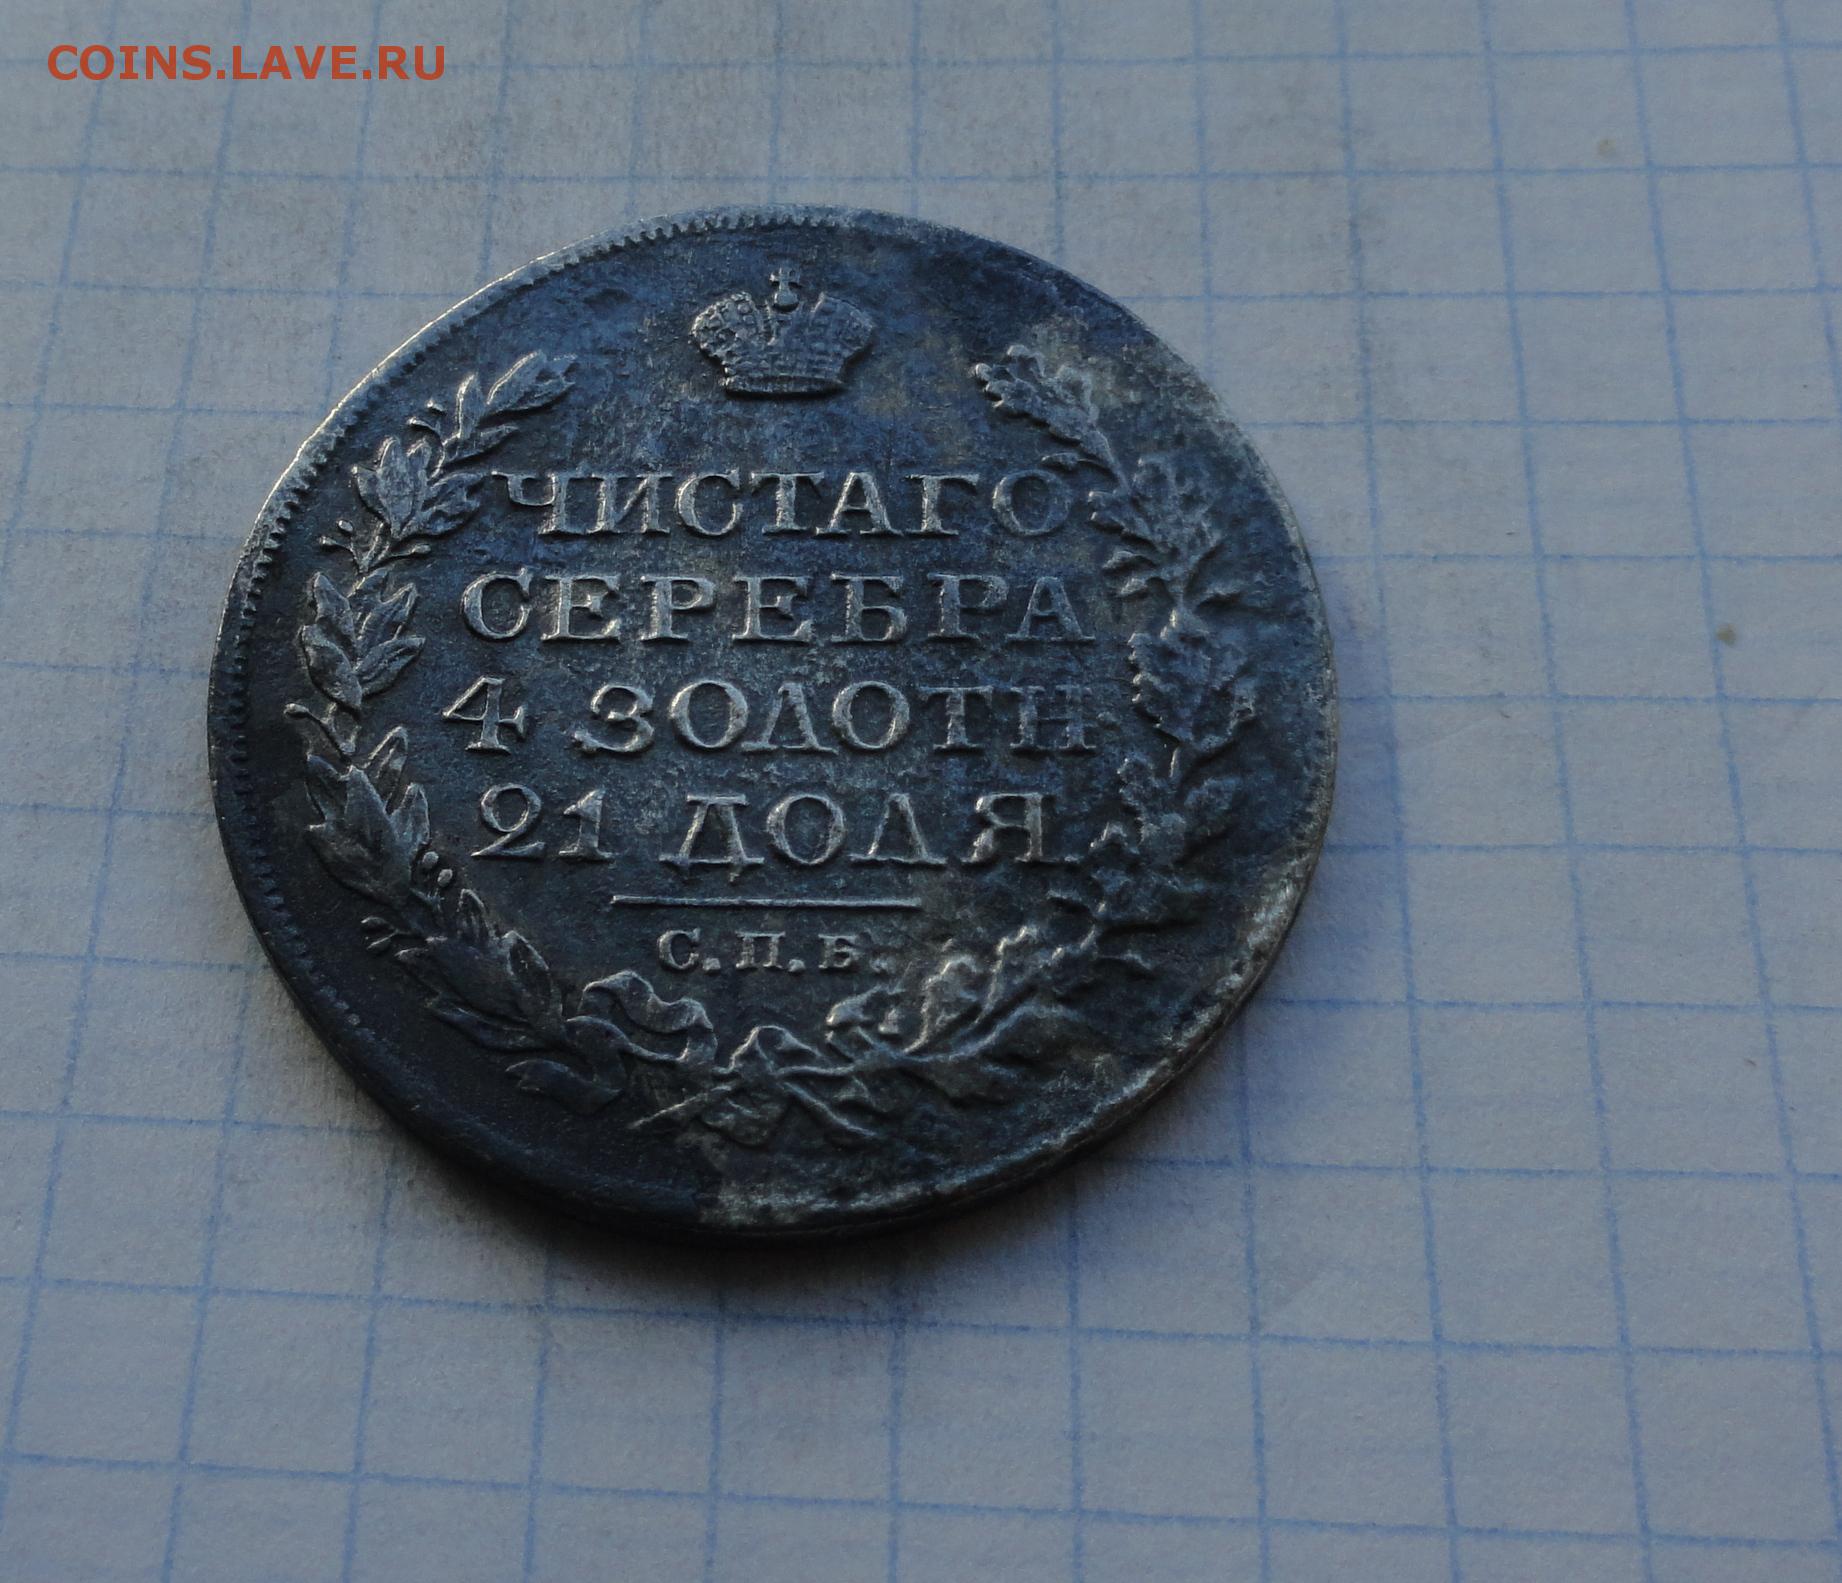 COINS.LAVE.RU
ЧИСТАГО
СЕРЕБРА
4 ЗОЛОТН.
21 ДОЛЯ.
С.П.Б.